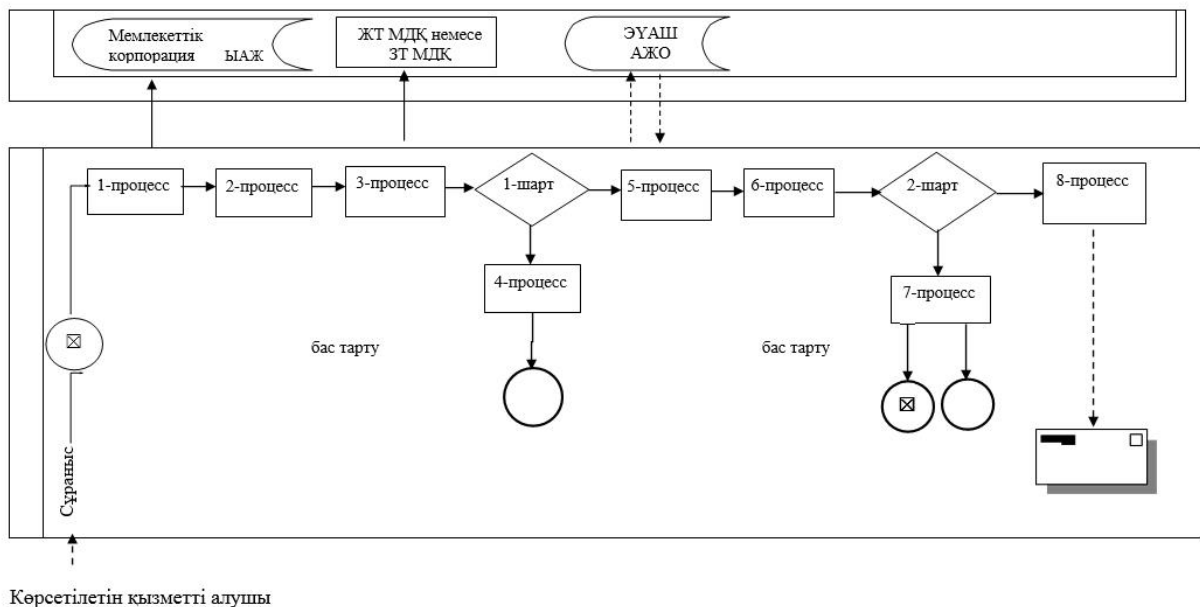 Мемлекеттік
корпорация ЫАЖ
ЖТ МДҚ немесе
ЗТ МДҚ
ЭҮАШ
АЖО
1-процесс
2-процесс
3-процесс
1-шарт
5-процесс
6-процесс
2-шарт
8-процесс
4-процесс
7-процесс
бас тарту
бас тарту
Сұраныс
Көрсетілетін қызметті алушы